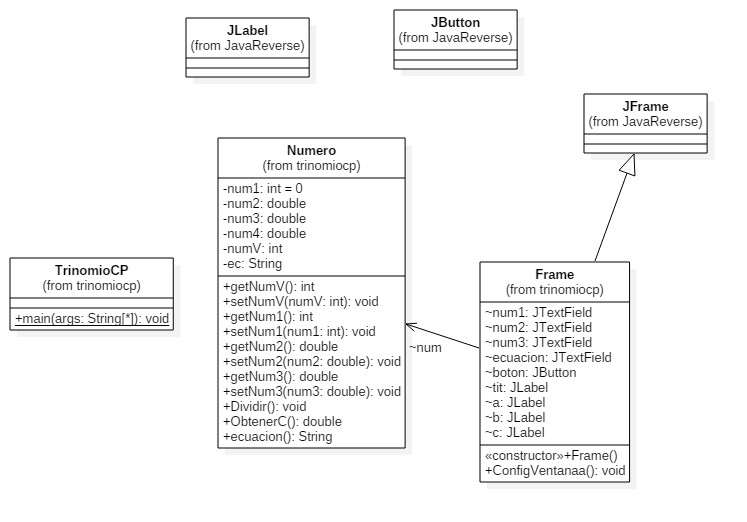 JLabel
(from JavaReverse)
JButton
(from JavaReverse)
JFrame
(from JavaReverse)
Numero
(from trinomiocp)
-num1: int = 0
-num2: double
-num3: double
-num4: double
-numV: int
-ec: String
+getNumV(): int
+setNumV(numV: int): void
+getNum1(): int
+setNum1(num1: int): void
+getNum2(): double
+setNum2(num2: double): void
+getNum3(): double
+setNum3(num3: double): void
+Dividir(): void
+ObtenerC(): double
+ecuacion(): String
TrinomioCP
(from trinomiocp)
+main(args: String[*]): void
~num
Frame
(from trinomiocp)
~num1: JTextField
~num2: JTextField
~num3: JTextField
~ecuacion: JTextField
~boton: JButton
~tit: JLabel
~a: JLabel
~b: JLabel
~c: JLabel
«constructor»+Frame()
+ConfigVentanaa(): void